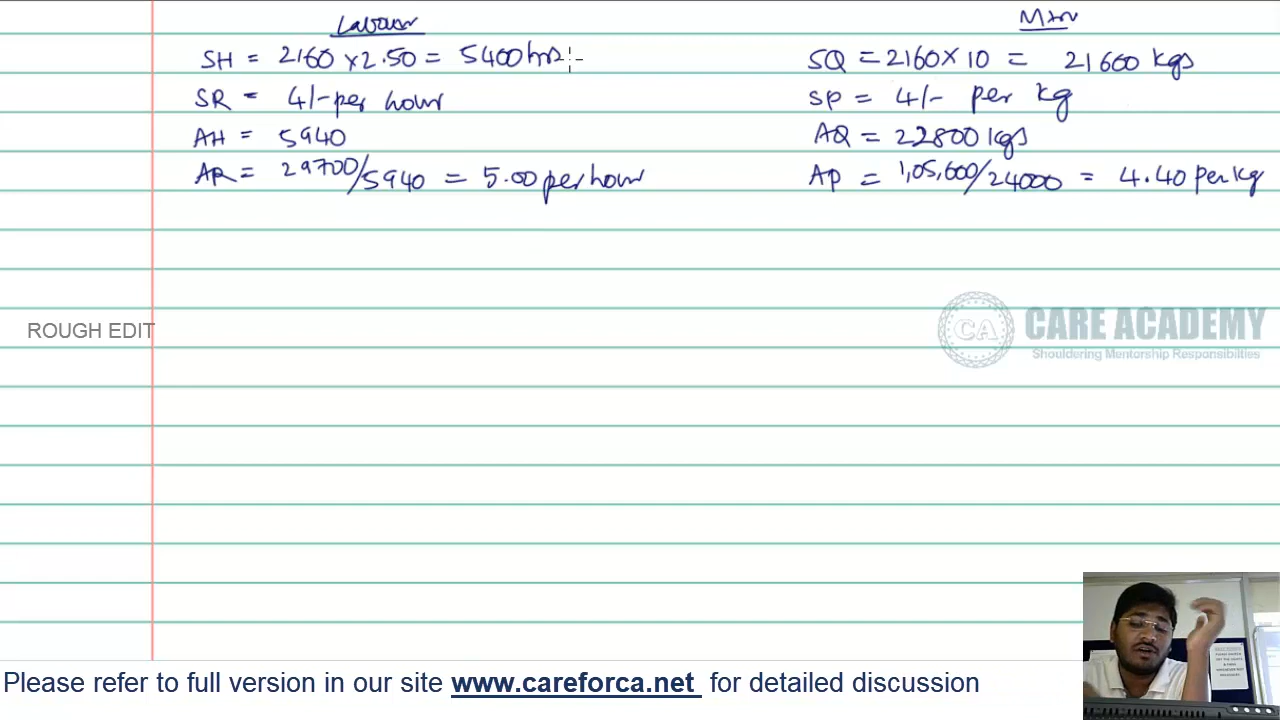 Labour
SH = 2160 × 2.50 = 5400 hrs
SR = 4/- per hour
AH = 5940
AR = 29700/5940 = 5.00 per hour
SQ = 2160 × 10 = 21600 kgs
SP = 4/- per kg
AQ = 22800 kgs
AP = 1,05,600/24000 = 4.40 per kg
ROUGH EDIT
CA
CARE ACADEMY
Shouldering Mentorship Responsibilties
Please refer to full version in our site www.careforca.net for detailed discussion